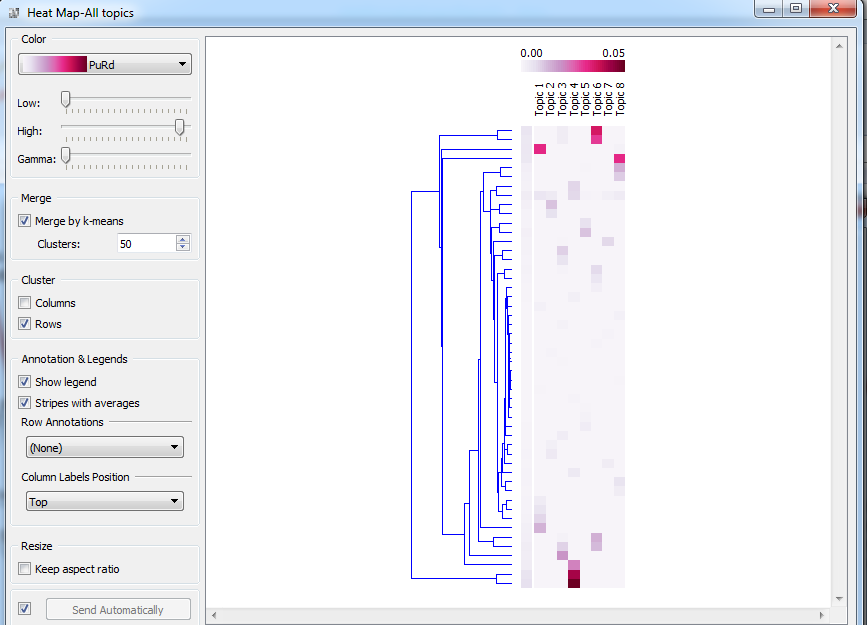 Heat Map-All topics
Color
PuRd
Low:
High:
Gamma:
Merge
Merge by k-means
Clusters: 50
Cluster
Columns
Rows
Annotation & Legends
Show legend
Stripes with averages
Row Annotations
(None)
Column Labels Position
Top
Resize
Keep aspect ratio
Send Automatically
0.00 0.05
Topic 1
Topic 2
Topic 3
Topic 4
Topic 5
Topic 6
Topic 7
Topic 8